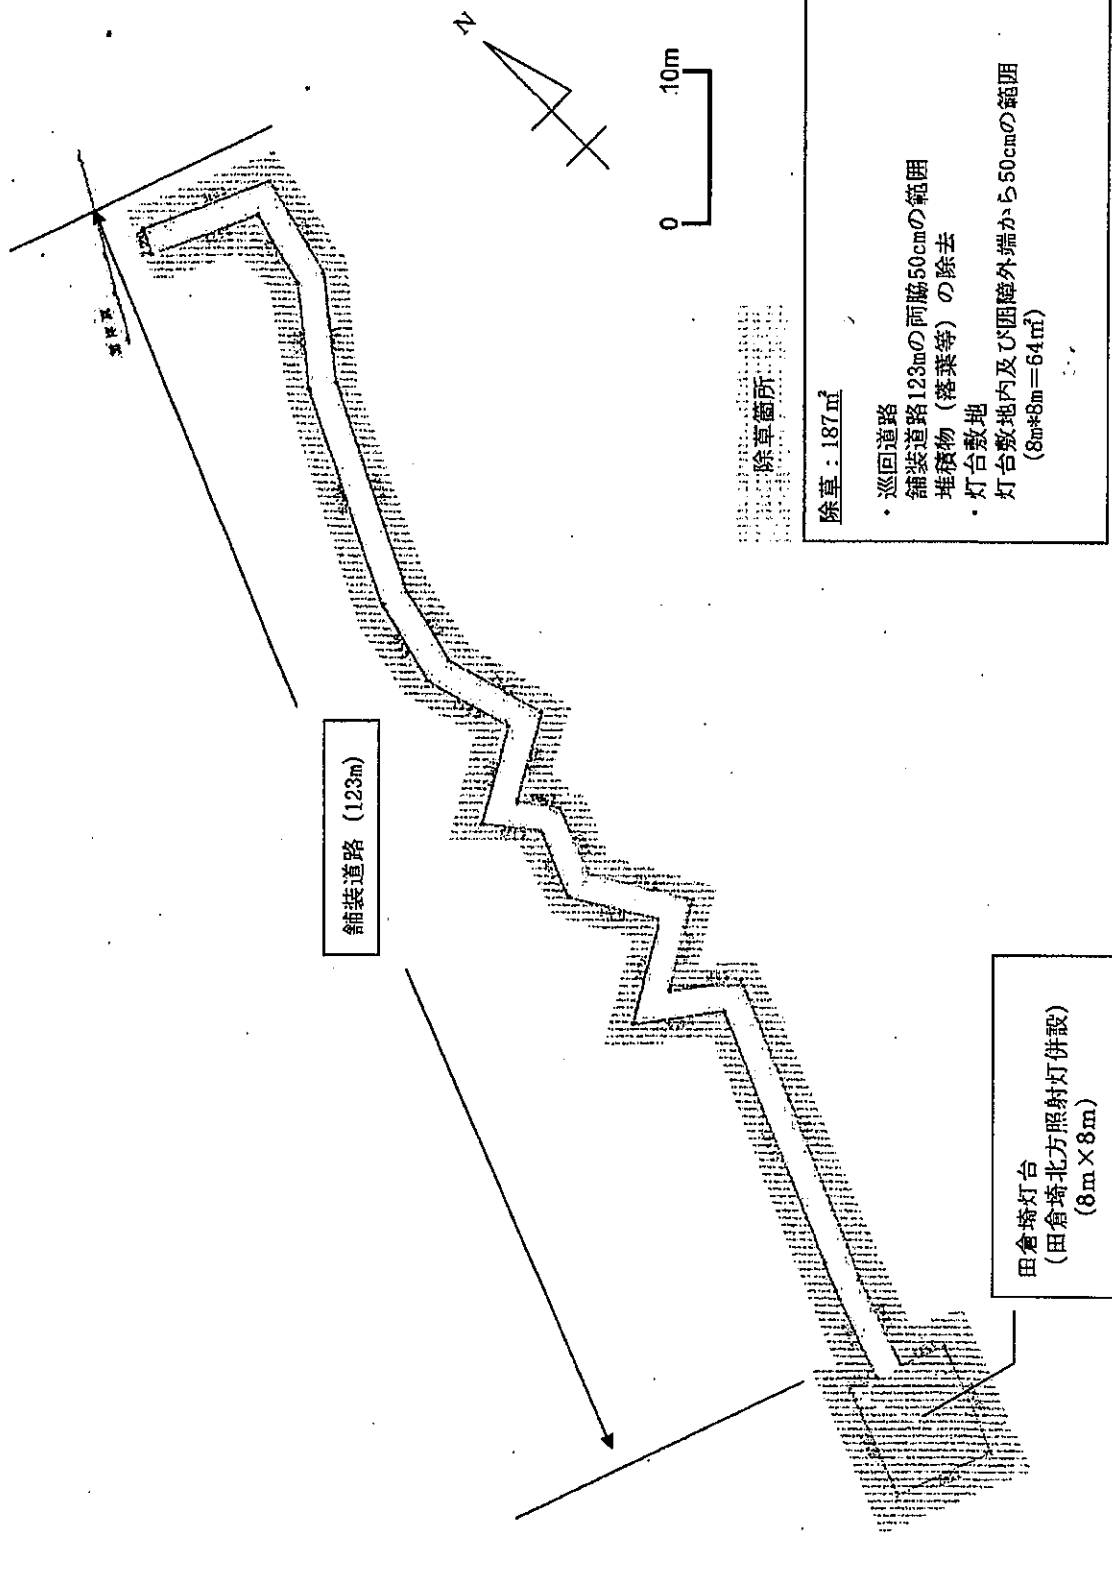 N
0
10m
舗装道路（123m）
除草箇所
除草：187㎡
・巡回道路
舗装道路123mの両脇50cmの範囲
堆積物（落葉等）の除去
・灯台敷地
灯台敷地内及び囲障外端から50cmの範囲
(8m*8m=64㎡)
田倉埼灯台
(田倉埼北方照射灯併設)
(8m×8m)